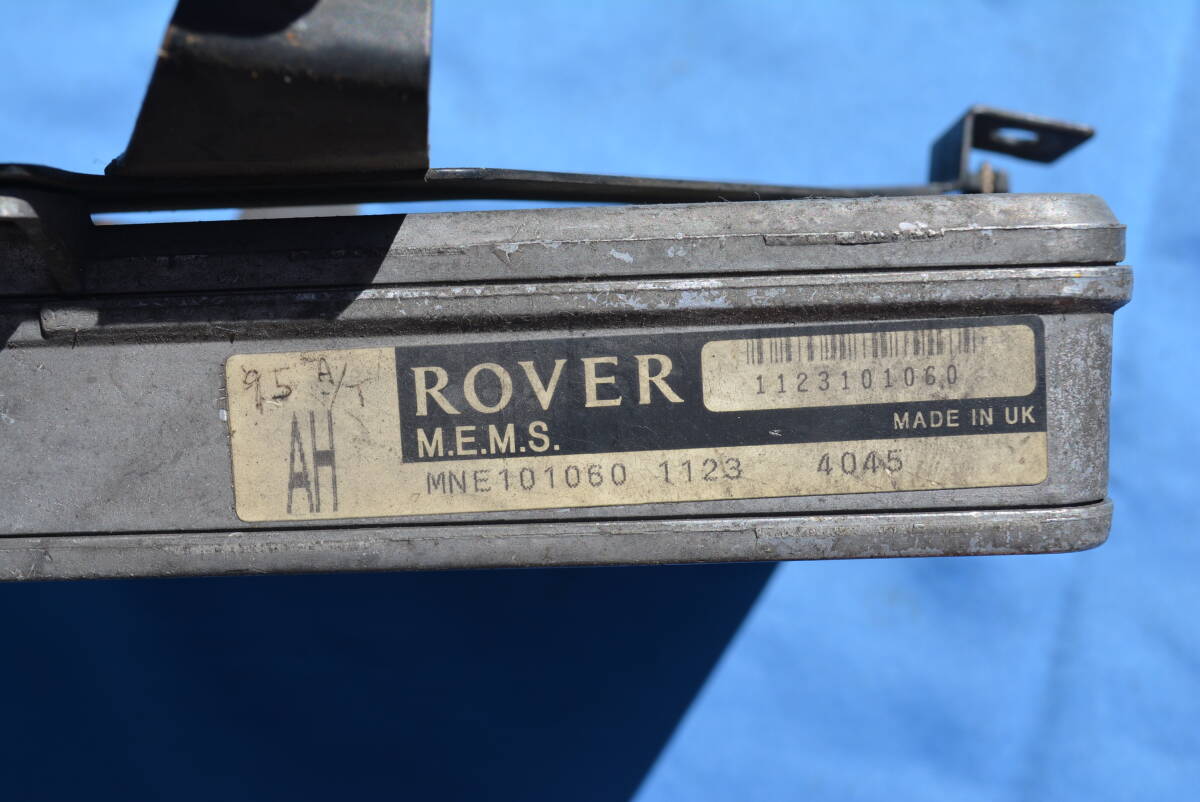 95 A/T
AH
ROVER
M.E.M.S.
1123101060
MADE IN UK
MNE101060 1123 4045